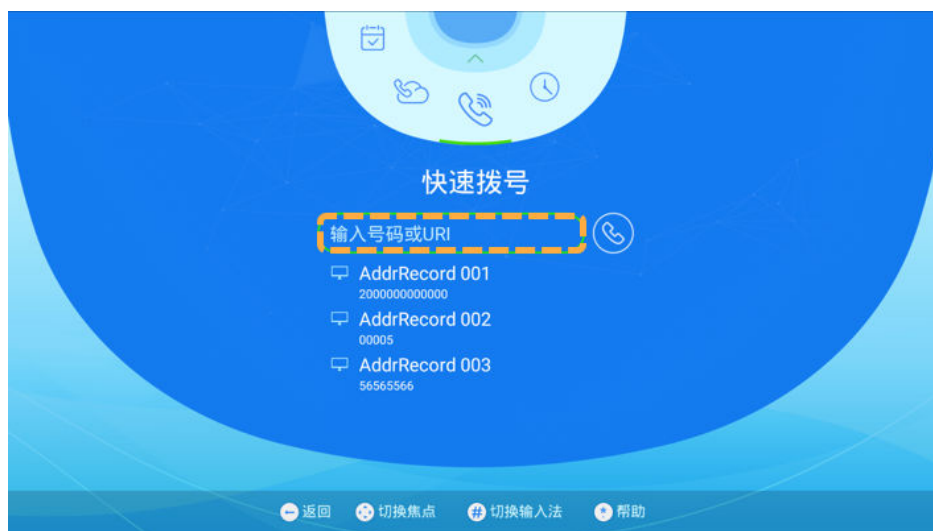 快速拨号
输入号码或URI
AddrRecord 001
2000000000000
AddrRecord 002
00005
AddrRecord 003
56565566
返回 切换焦点 # 切换输入法 * 帮助